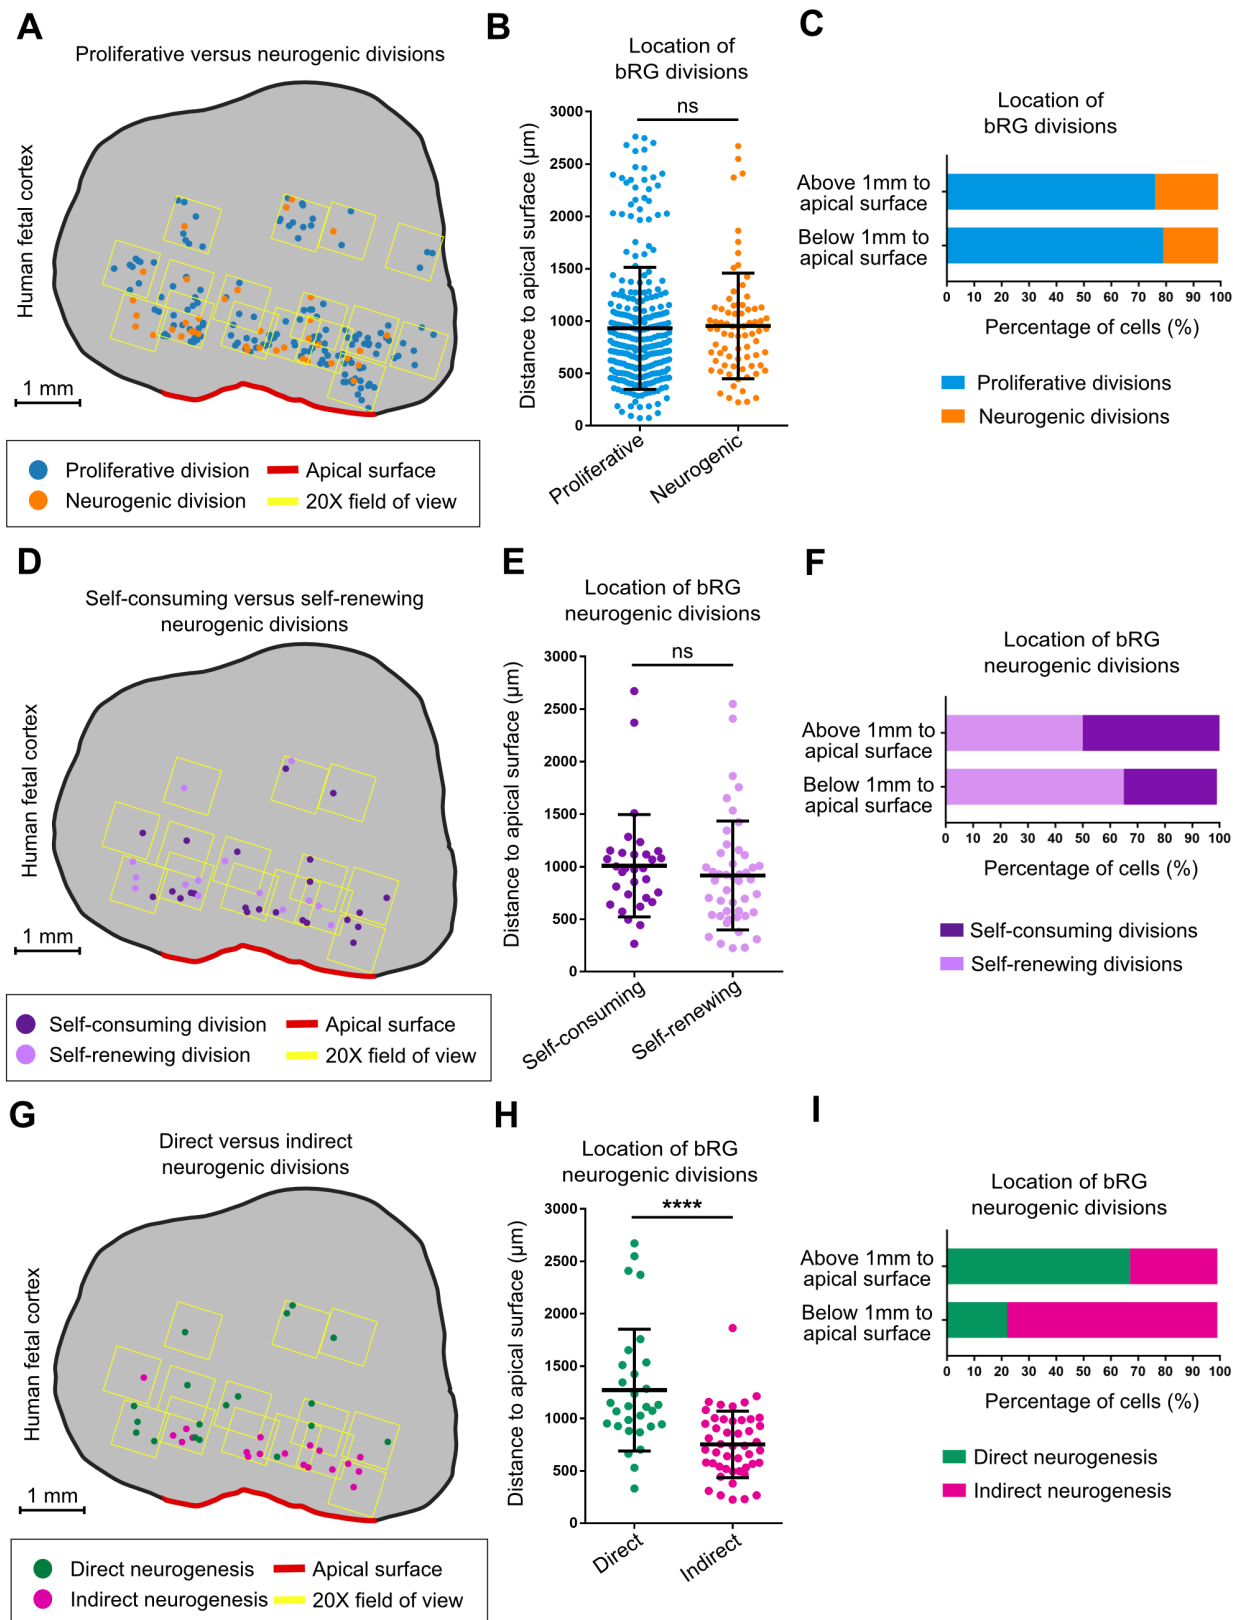 A
Proliferative versus neurogenic divisions
Human fetal cortex
1 mm
Proliferative division
Apical surface
Neurogenic division
20X field of view
B
Location of
bRG divisions
ns
Distance to apical surface (µm)
3000
2500
2000
1500
1000
500
0
Proliferative
Neurogenic
C
Location of
bRG divisions
Above 1mm to
apical surface
Below 1mm to
apical surface
0 10 20 30 40 50 60 70 80 90 100
Percentage of cells (%)
Proliferative divisions
Neurogenic divisions
D
Self-consuming versus self-renewing
neurogenic divisions
Human fetal cortex
1 mm
Self-consuming division
Apical surface
Self-renewing division
20X field of view
E
Location of bRG
neurogenic divisions
ns
Distance to apical surface (µm)
3000
2500
2000
1500
1000
500
0
Self-consuming
Self-renewing
F
Location of bRG
neurogenic divisions
Above 1mm to
apical surface
Below 1mm to
apical surface
0 10 20 30 40 50 60 70 80 90 100
Percentage of cells (%)
Self-consuming divisions
Self-renewing divisions
G
Direct versus indirect
neurogenic divisions
Human fetal cortex
1 mm
Direct neurogenesis
Apical surface
Indirect neurogenesis
20X field of view
H
Location of bRG
neurogenic divisions
****
Distance to apical surface (µm)
3000
2500
2000
1500
1000
500
0
Direct
Indirect
I
Location of bRG
neurogenic divisions
Above 1mm to
apical surface
Below 1mm to
apical surface
0 10 20 30 40 50 60 70 80 90 100
Percentage of cells (%)
Direct neurogenesis
Indirect neurogenesis